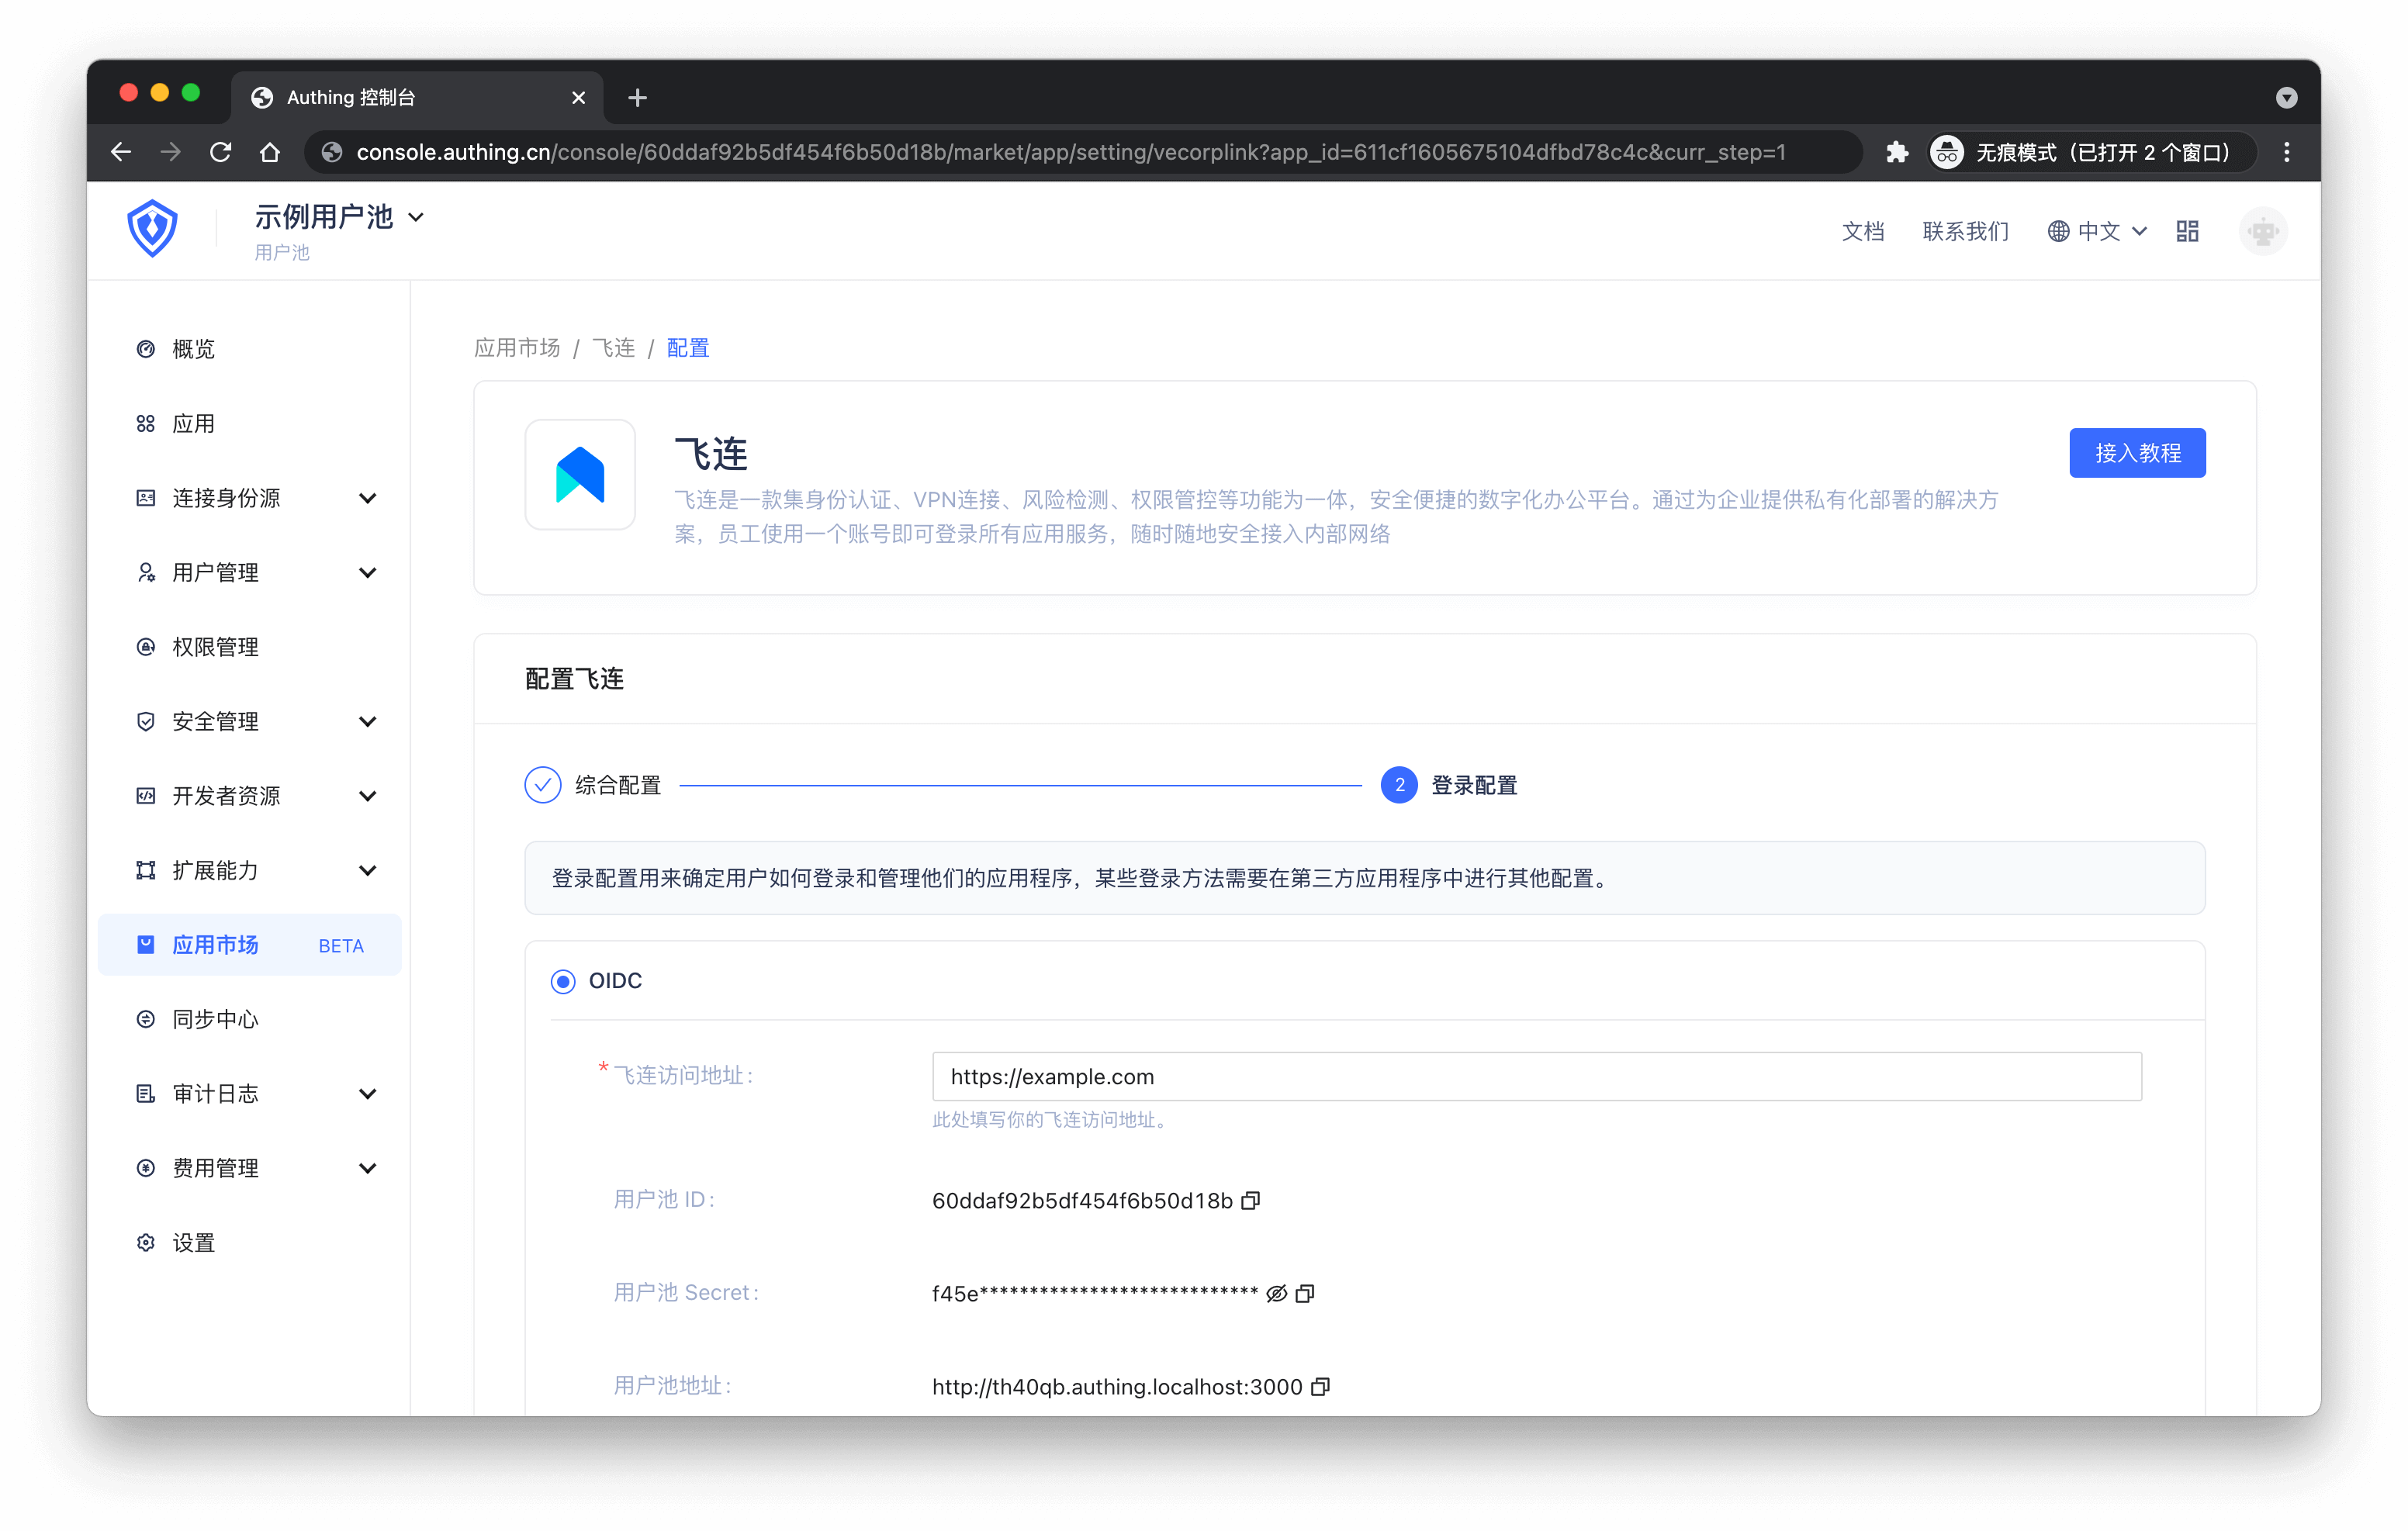 Authing 控制台
console.authing.cn/console/60ddaf92b5df454f6b50d18b/market/app/setting/vecorplink?app_id=611cf1605675104dfbd78c4c&curr_step=1
无痕模式（已打开 2 个窗口）
示例用户池
用户池
文档
联系我们
中文
概览
应用
连接身份源
用户管理
权限管理
安全管理
开发者资源
扩展能力
应用市场 BETA
同步中心
审计日志
费用管理
设置
应用市场 / 飞连 / 配置
飞连
接入教程
飞连是一款集身份认证、VPN连接、风险检测、权限管控等功能为一体，安全便捷的数字化办公平台。通过为企业提供私有化部署的解决方
案，员工使用一个账号即可登录所有应用服务，随时随地安全接入内部网络
配置飞连
综合配置
2 登录配置
登录配置用来确定用户如何登录和管理他们的应用程序，某些登录方法需要在第三方应用程序中进行其他配置。
OIDC
* 飞连访问地址：
https://example.com
此处填写你的飞连访问地址。
用户池 ID：
60ddaf92b5df454f6b50d18b
用户池 Secret：
f45e****************************
用户池地址：
http://th40qb.authing.localhost:3000